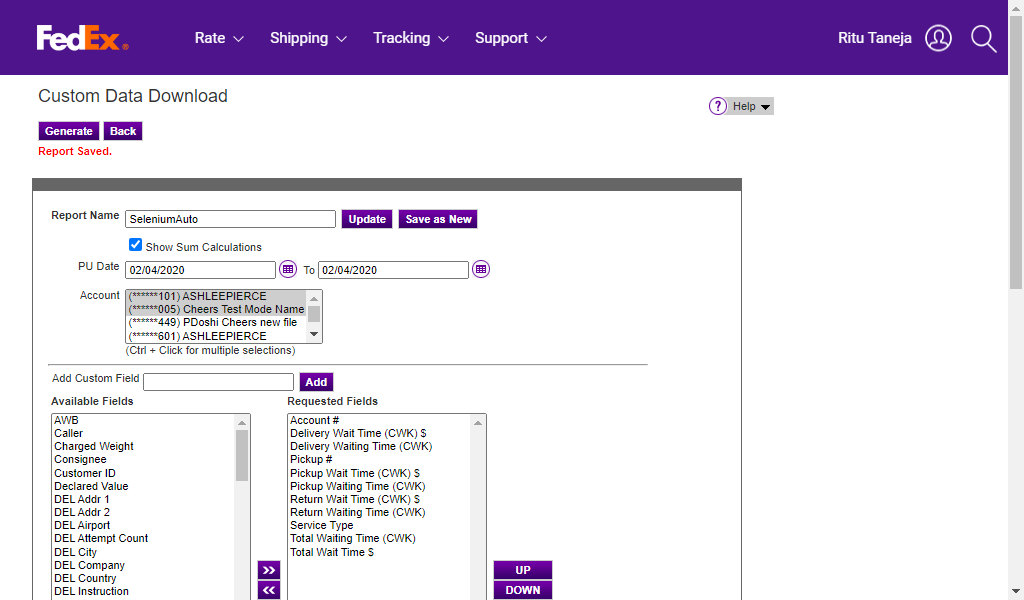 FedEx®
Rate Shipping Tracking Support Ritu Taneja
Custom Data Download
? Help
Generate Back
Report Saved.
Report Name SeleniumAuto Update Save as New
Show Sum Calculations
PU Date 02/04/2020 To 02/04/2020
Account (******101) ASHLEEPIERCE
(******005) Cheers Test Mode Name
(******449) PDoshi Cheers new file
(******601) ASHLEEPIERCE
(Ctrl + Click for multiple selections)
Add Custom Field Add
Available Fields
AWB
Caller
Charged Weight
Consignee
Customer ID
Declared Value
DEL Addr 1
DEL Addr 2
DEL Airport
DEL Attempt Count
DEL City
DEL Company
DEL Country
DEL Instruction
>>
<<
Requested Fields
Account #
Delivery Wait Time (CWK) $
Delivery Waiting Time (CWK)
Pickup #
Pickup Wait Time (CWK) $
Pickup Waiting Time (CWK)
Return Wait Time (CWK) $
Return Waiting Time (CWK)
Service Type
Total Waiting Time (CWK)
Total Wait Time $
UP
DOWN